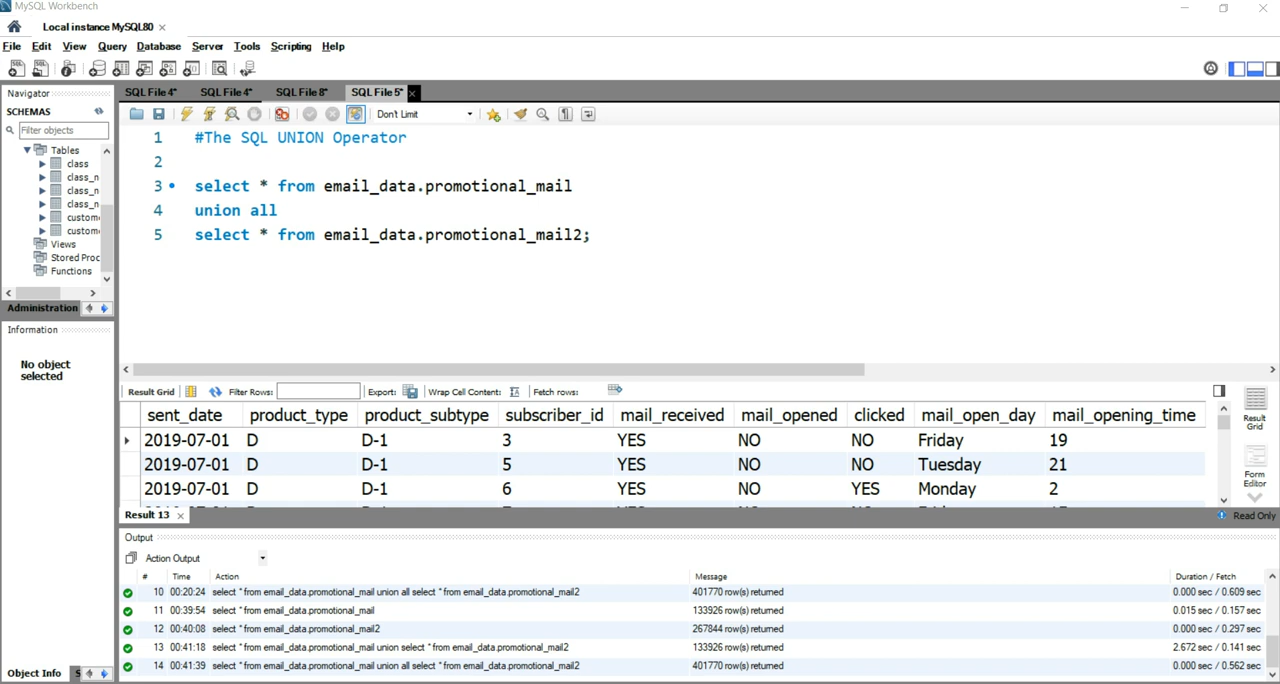 MySQL Workbench
Local instance MySQL80
File Edit View Query Database Server Tools Scripting Help
Navigator
SCHEMAS
Filter objects
Tables
class
class_n
class_n
class_n
custom
custom
Views
Stored Proc
Functions
Administration
Information
No object
selected
Object Info S
SQL File 4* SQL File 4* SQL File 8* SQL File 5*
Don't Limit
1 #The SQL UNION Operator
2
3 select * from email_data.promotional_mail
4 union all
5 select * from email_data.promotional_mail2;
Result Grid Filter Rows: Export: Wrap Cell Content: Fetch rows:
sent_date product_type product_subtype subscriber_id mail_received mail_opened clicked mail_opem_day mail_opening_time
2019-07-01 D D-1 3 YES NO NO Friday 19
2019-07-01 D D-1 5 YES NO NO Tuesday 21
2019-07-01 D D-1 6 YES NO YES Monday 2
Result
Grid
Form
Editor
Result 13 Read Only
Output
Action Output
# Time Action Message Duration / Fetch
10 00:20:24 select * from email_data.promotional_mail union all select * from email_data.promotional_mail2 401770 row(s) returned 0.000 sec / 0.609 sec
11 00:39:54 select * from email_data.promotional_mail 133926 row(s) returned 0.015 sec / 0.157 sec
12 00:40:08 select * from email_data.promotional_mail2 267844 row(s) returned 0.000 sec / 0.297 sec
13 00:41:18 select * from email_data.promotional_mail union select * from email_data.promotional_mail2 133926 row(s) returned 2.672 sec / 0.141 sec
14 00:41:39 select * from email_data.promotional_mail union all select * from email_data.promotional_mail2 401770 row(s) returned 0.000 sec / 0.562 sec